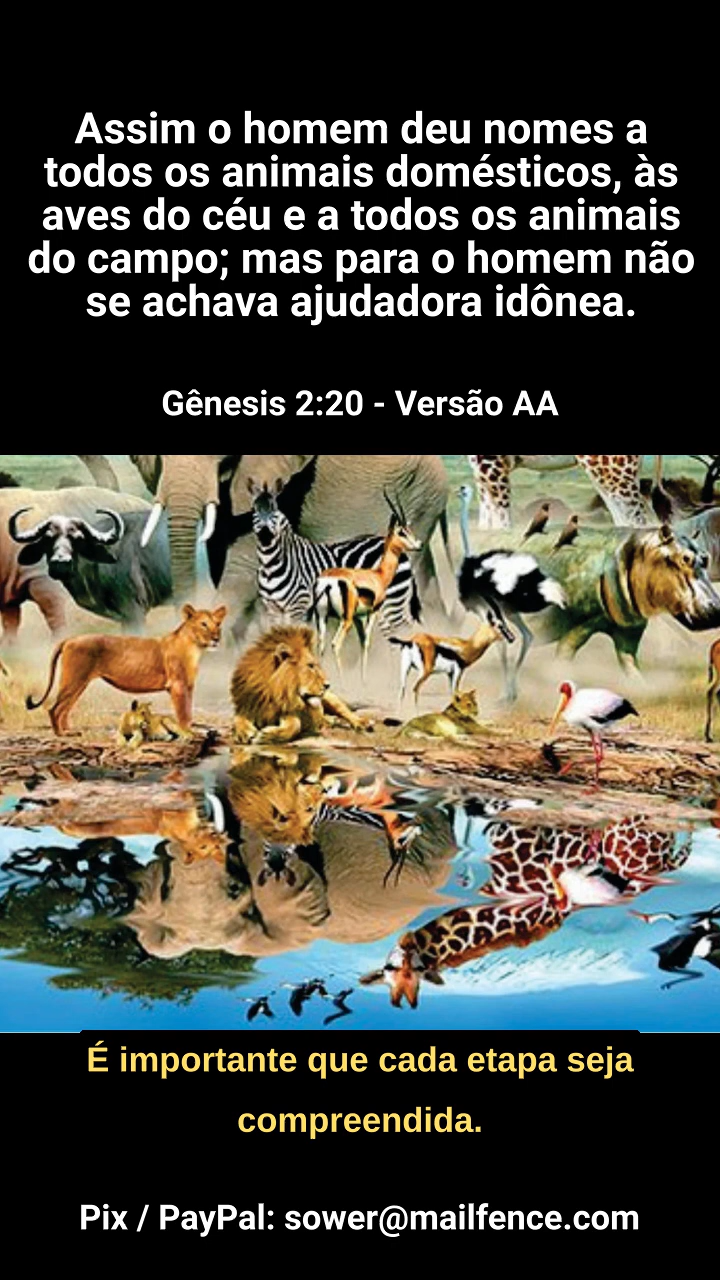 Assim o homem deu nomes a
todos os animais domésticos, às
aves do céu e a todos os animais
do campo; mas para o homem não
se achava ajudadora idônea.
Gênesis 2:20 - Versão AA
É importante que cada etapa seja
compreendida.
Pix / PayPal: sower@mailfence.com